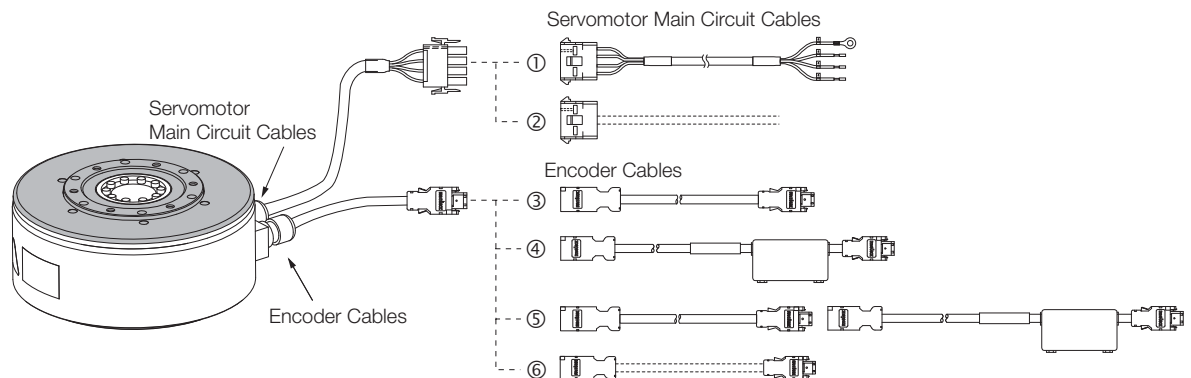 Servomotor Main Circuit Cables
①
②
Servomotor
Main Circuit Cables
Encoder Cables
③
④
⑤
⑥
Encoder Cables